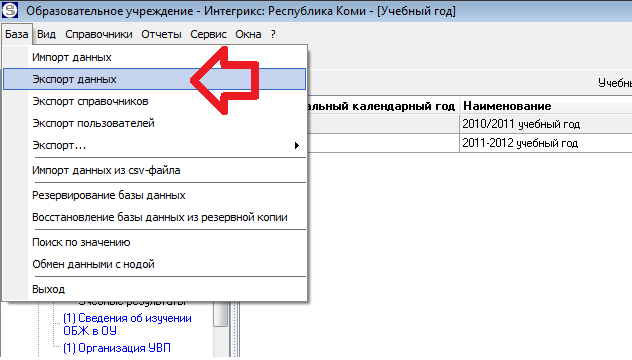 Образовательное учреждение - Интегрикс: Республика Коми - [Учебный год]
База Вид Справочники Отчеты Сервис Окна ?
Импорт данных
Экспорт данных
Экспорт справочников
Экспорт пользователей
Экспорт...
Импорт данных из csv-файла
Резервирование базы данных
Восстановление базы данных из резервной копии
Поиск по значению
Обмен данными с нодой
Выход
Учебн
альный календарный год Наименование
2010/2011 учебный год
2011-2012 учебный год
Учебные результаты
(1) Сведения об изучении
ОБЖ в ОУ
(1) Организация УВП